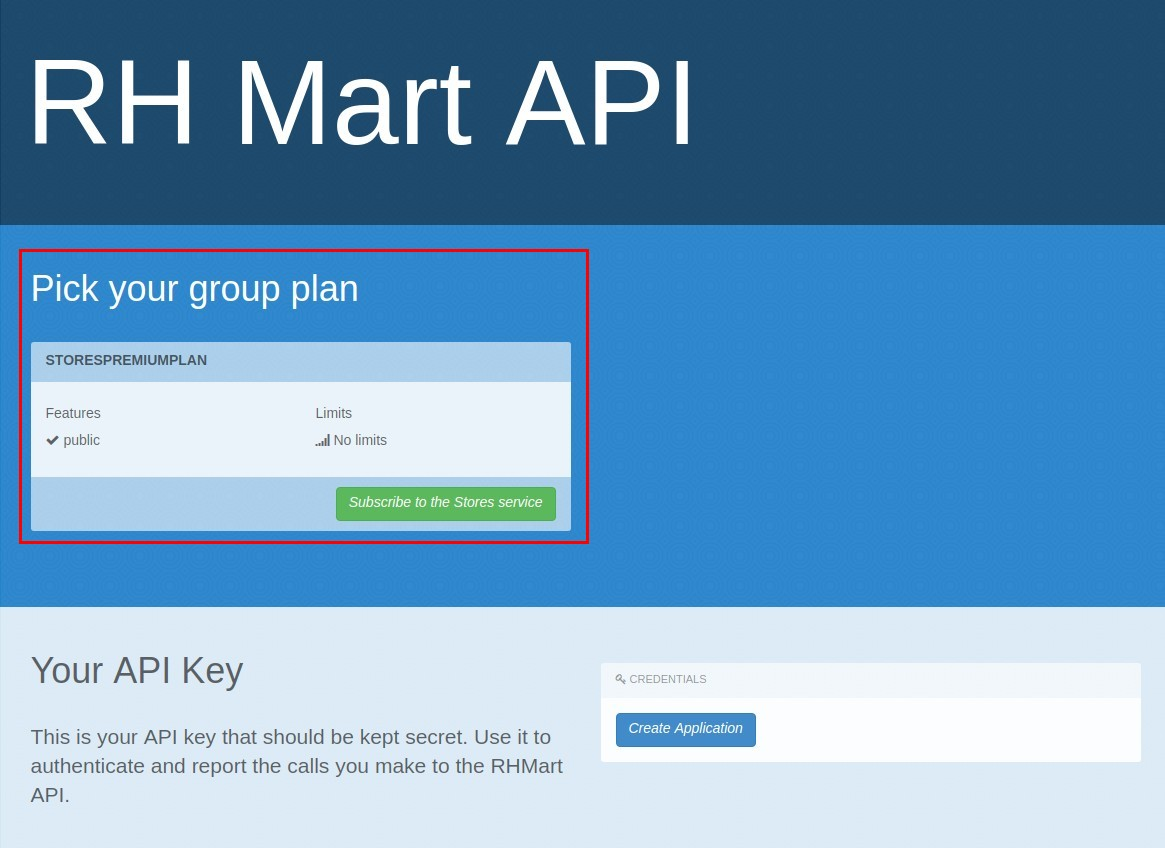 RH Mart API
Pick your group plan
STORESPREMIUMPLAN
Features
Limits
public
No limits
Subscribe to the Stores service
Your API Key
CREDENTIALS
Create Application
This is your API key that should be kept secret. Use it to
authenticate and report the calls you make to the RHMart
API.